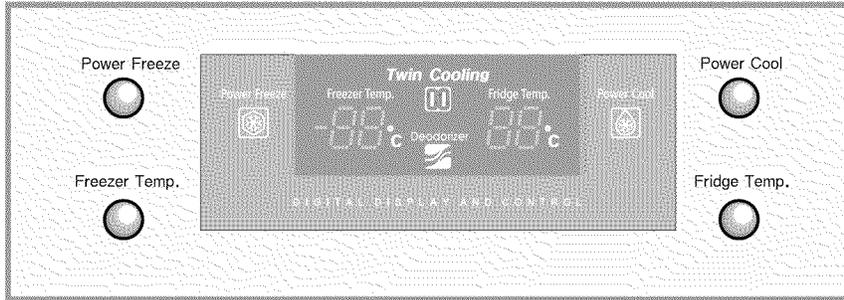 Power Freeze
Power Cool
Twin Cooling
Power Freeze
Freezer Temp.
Fridge Temp.
Power Cool
-88°C
88°C
Deodorizer
Freezer Temp.
Fridge Temp.
DIGITAL DISPLAY AND CONTROL